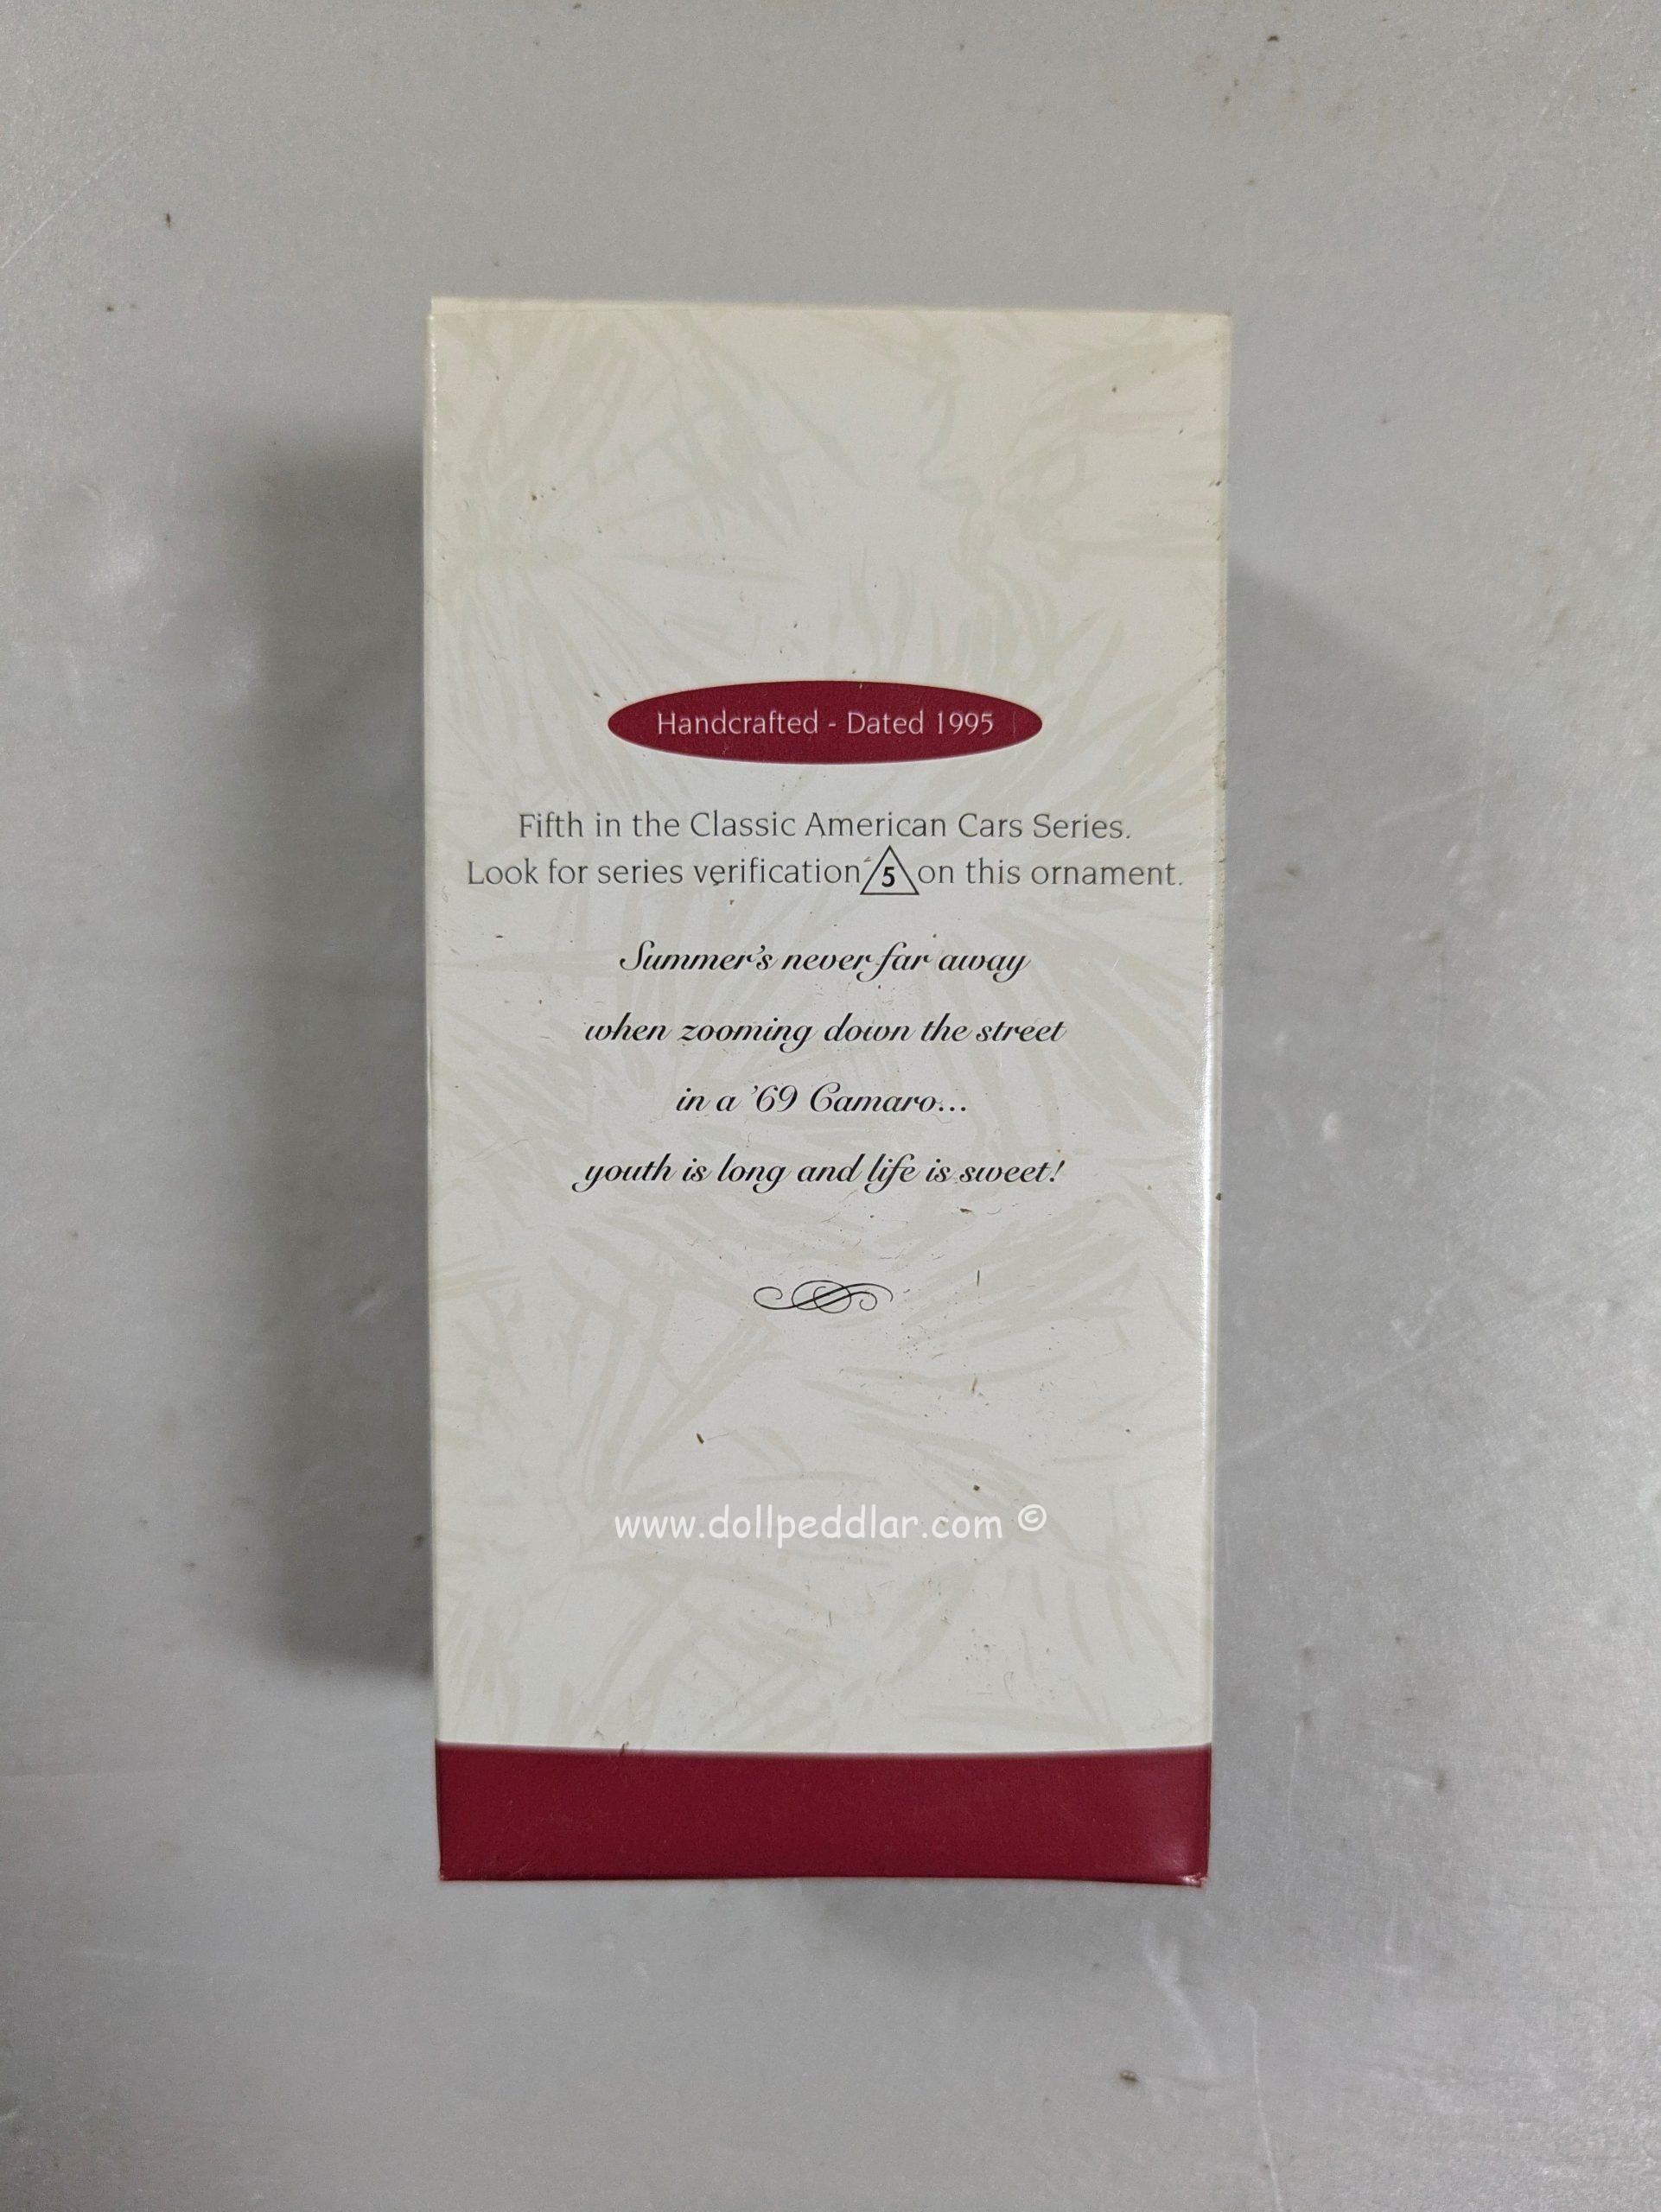 Handcrafted - Dated 1995
Fifth in the Classic American Cars Series.
Look for series verification 5 on this ornament.
Summer's never far away
when zooming down the street
in a '69 Camaro...
youth is long and life is sweet!
www.dollpeddlar.com ©